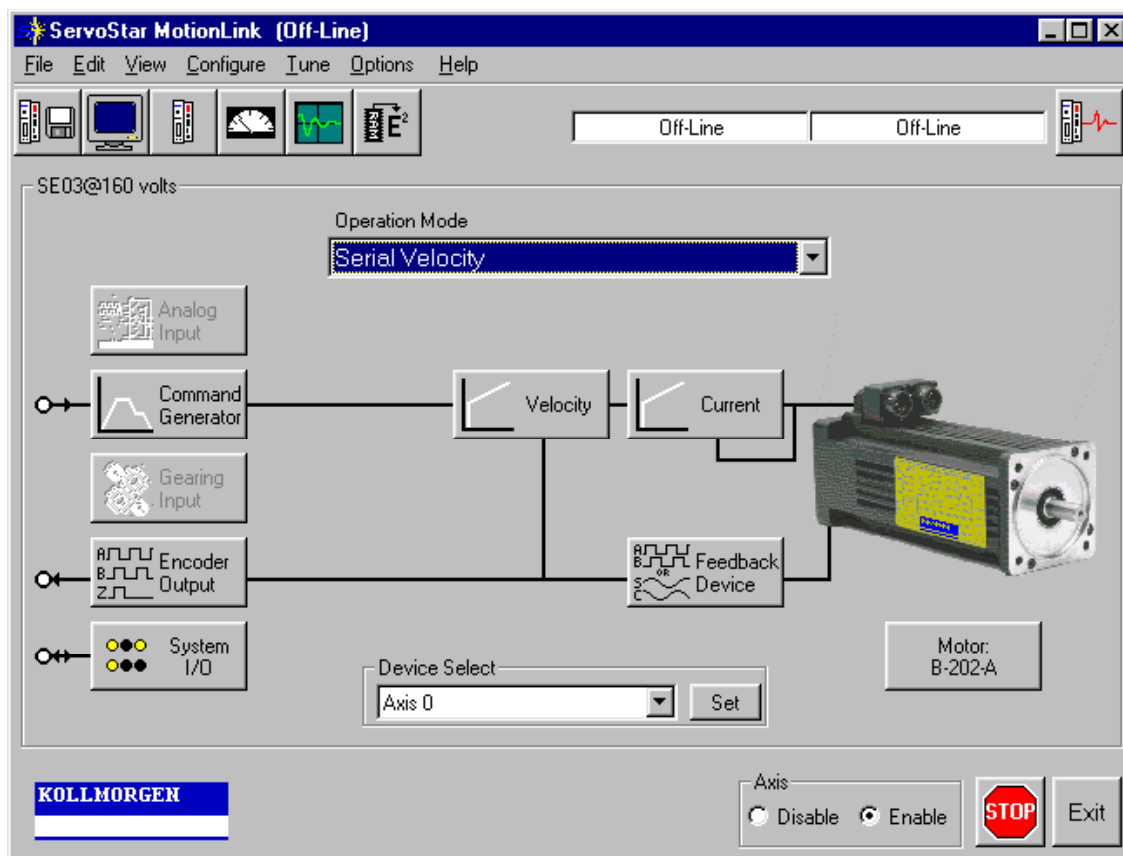 ServoStar MotionLink (Off-Line)
File Edit View Configure Tune Options Help
E²
Off-Line Off-Line
SE03@160 volts
Operation Mode
Serial Velocity
Analog
Input
Command
Generator
Velocity
Current
Gearing
Input
A
B
Z
Encoder
Output
A
B
OR
S
C
Feedback
Device
System
I/O
Motor:
B-202-A
Device Select
Axis 0
Set
KOLLMORGEN
Axis
Disable Enable
STOP
Exit